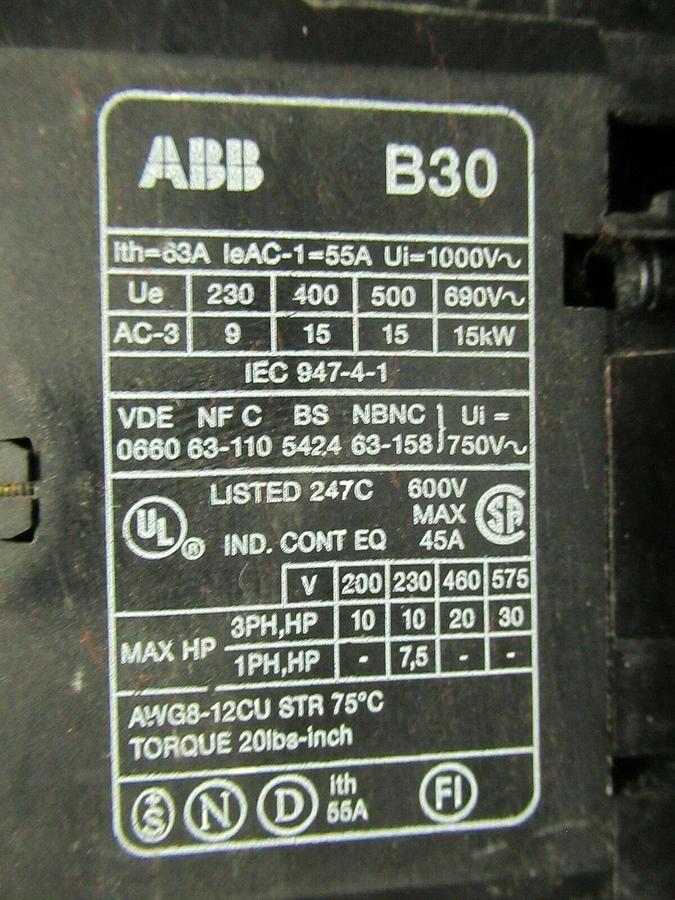 ABB B30
Ith=63A IeAC-1=55A Ui=1000V~
Ue 230 400 500 690V~
AC-3 9 15 15 15kW
IEC 947-4-1
VDE NF C BS NBNC } Ui =
0660 63-110 5424 63-158 750V~
LISTED 247C 600V
UL ® MAX SA
IND. CONT EQ 45A
V 200 230 460 575
3PH,HP 10 10 20 30
MAX HP
1PH,HP - 7,5 - -
AWG8-12CU STR 75°C
TORQUE 20lbs-inch
S N D Ith FI
55A